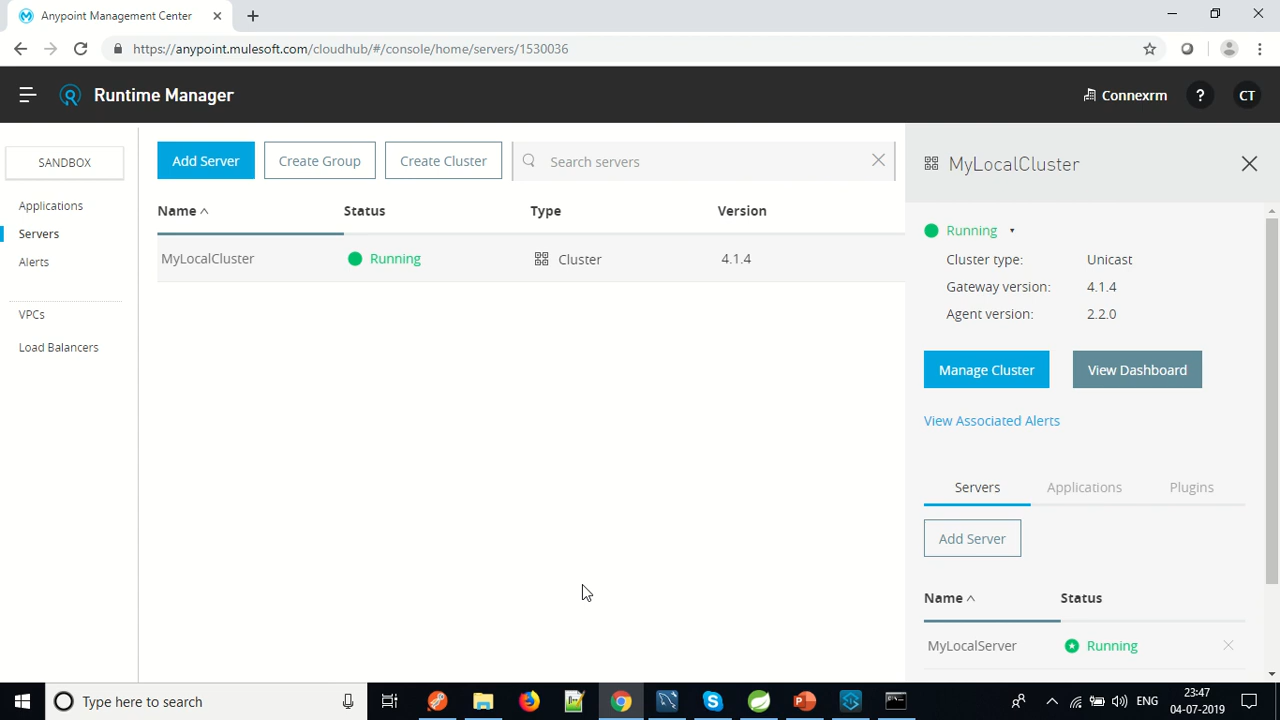 Anypoint Management Center
https://anypoint.mulesoft.com/cloudhub/#/console/home/servers/1530036
Runtime Manager
Connexrm
?
CT
SANDBOX
Applications
Servers
Alerts
VPCs
Load Balancers
Add Server
Create Group
Create Cluster
Search servers
Name Status Type Version
MyLocalCluster Running Cluster 4.1.4
MyLocalCluster
Running
Cluster type: Unicast
Gateway version: 4.1.4
Agent version: 2.2.0
Manage Cluster
View Dashboard
View Associated Alerts
Servers Applications Plugins
Add Server
Name Status
MyLocalServer Running
Type here to search
ENG
23:47
04-07-2019